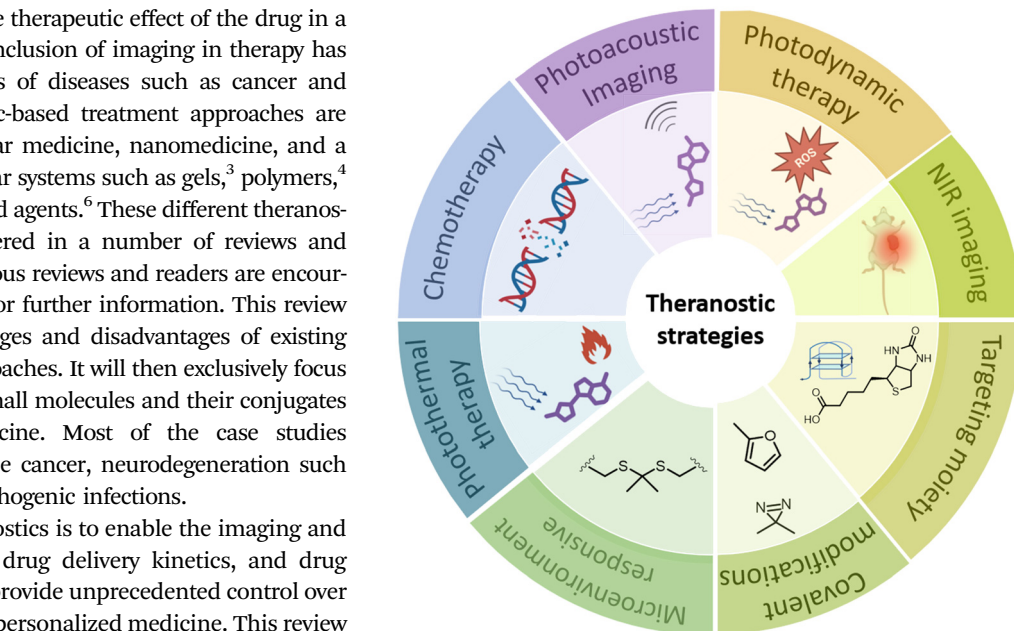 e therapeutic effect of the drug in a
nclusion of imaging in therapy has
s of diseases such as cancer and
c-based treatment approaches are
ar medicine, nanomedicine, and a
ar systems such as gels,³ polymers,⁴
d agents.⁶ These different theranos-
ered in a number of reviews and
ous reviews and readers are encour-
or further information. This review
ges and disadvantages of existing
oaches. It will then exclusively focus
nall molecules and their conjugates
cine. Most of the case studies
e cancer, neurodegeneration such
hogenic infections.
nostics is to enable the imaging and
drug delivery kinetics, and drug
provide unprecedented control over
personalized medicine. This review
Photoacoustic
Imaging
Photodynamic
therapy
ROS
NIR imaging
Chemotherapy
Theranostic
strategies
Photothermal
therapy
Targeting moiety
O
HN
NH
S
O
HO
S
S
O
N=N
Microenvironment
responsive
Covalent
modifications